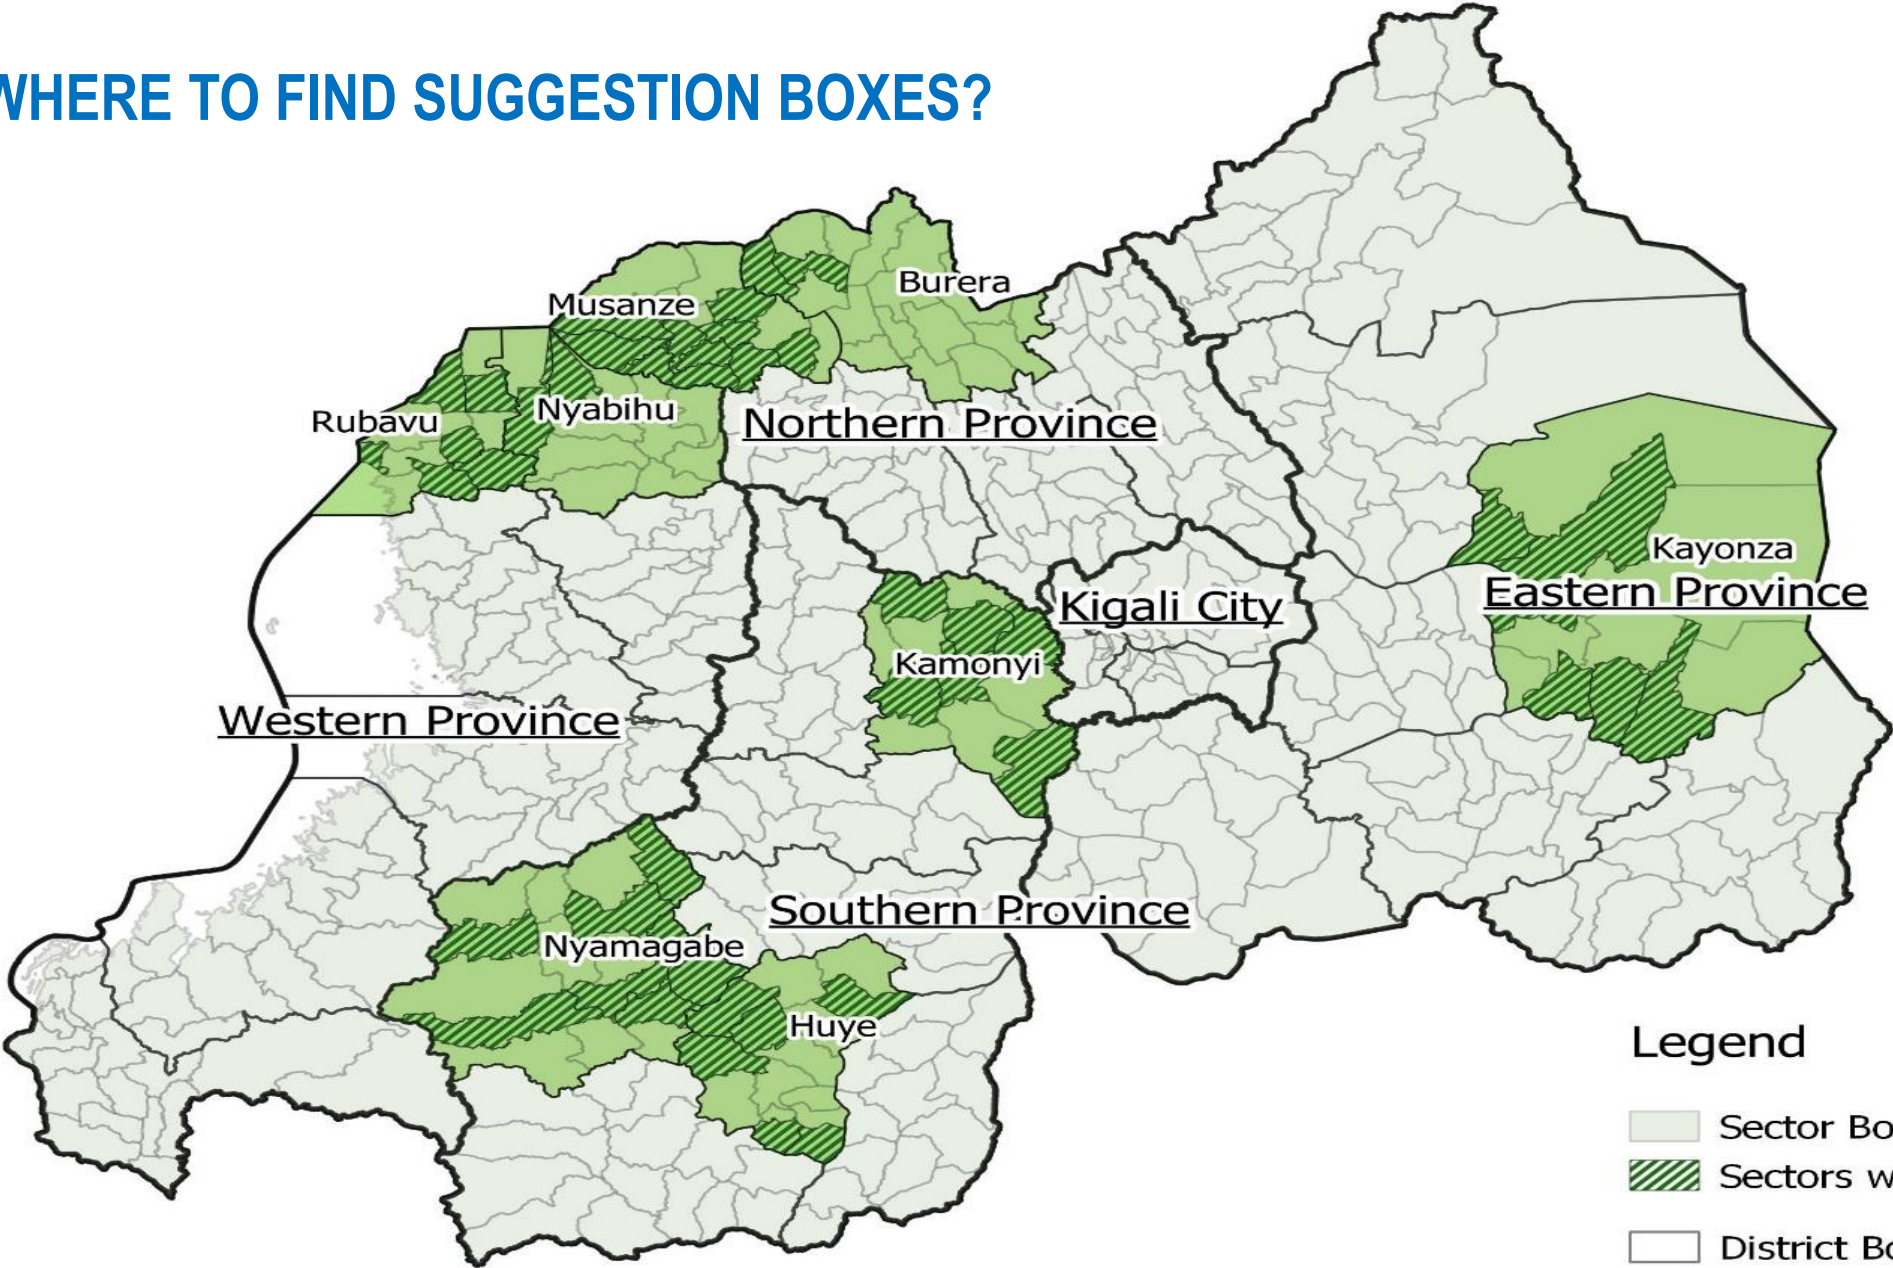 WHERE TO FIND SUGGESTION BOXES?
Burera
Musanze
Nyabihu
Rubavu
Northern Province
Kayonza
Eastern Province
Kigali City
Kamonyi
Western Province
Southern Province
Nyamagabe
Huye
Legend
Sector Bo
Sectors w
District Bo